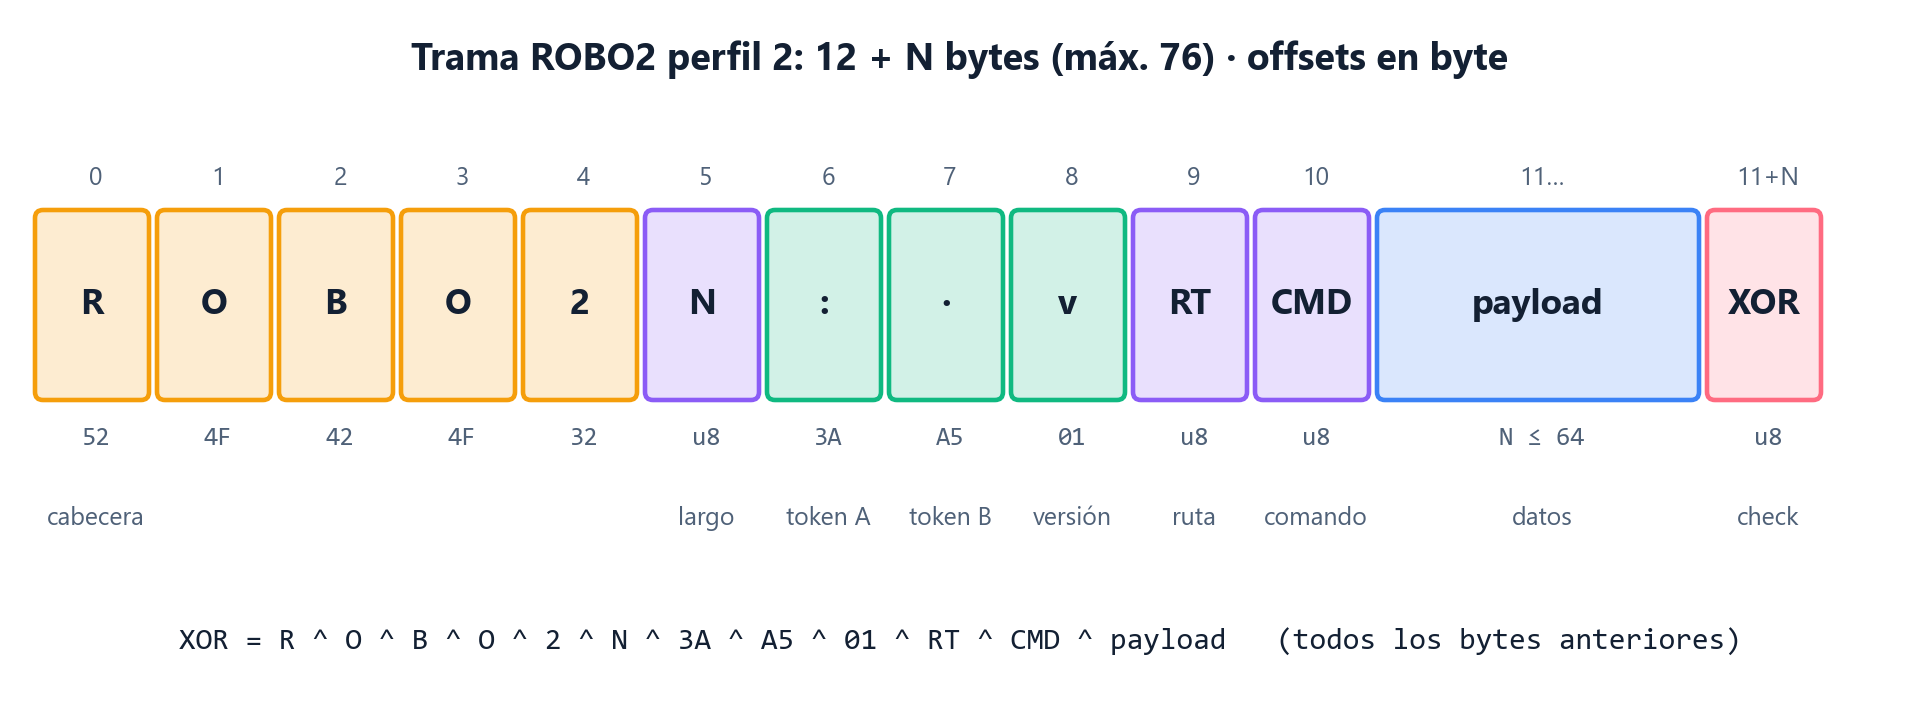 Trama ROBO2 perfil 2: 12 + N bytes (máx. 76) · offsets en byte
0 1 2 3 4 5 6 7 8 9 10 11... 11+N
R O B O 2 N : · v RT CMD payload XOR
52 4F 42 4F 32 u8 3A A5 01 u8 u8 N ≤ 64 u8
cabecera largo token A token B versión ruta comando datos check
XOR = R ^ O ^ B ^ O ^ 2 ^ N ^ 3A ^ A5 ^ 01 ^ RT ^ CMD ^ payload (todos los bytes anteriores)